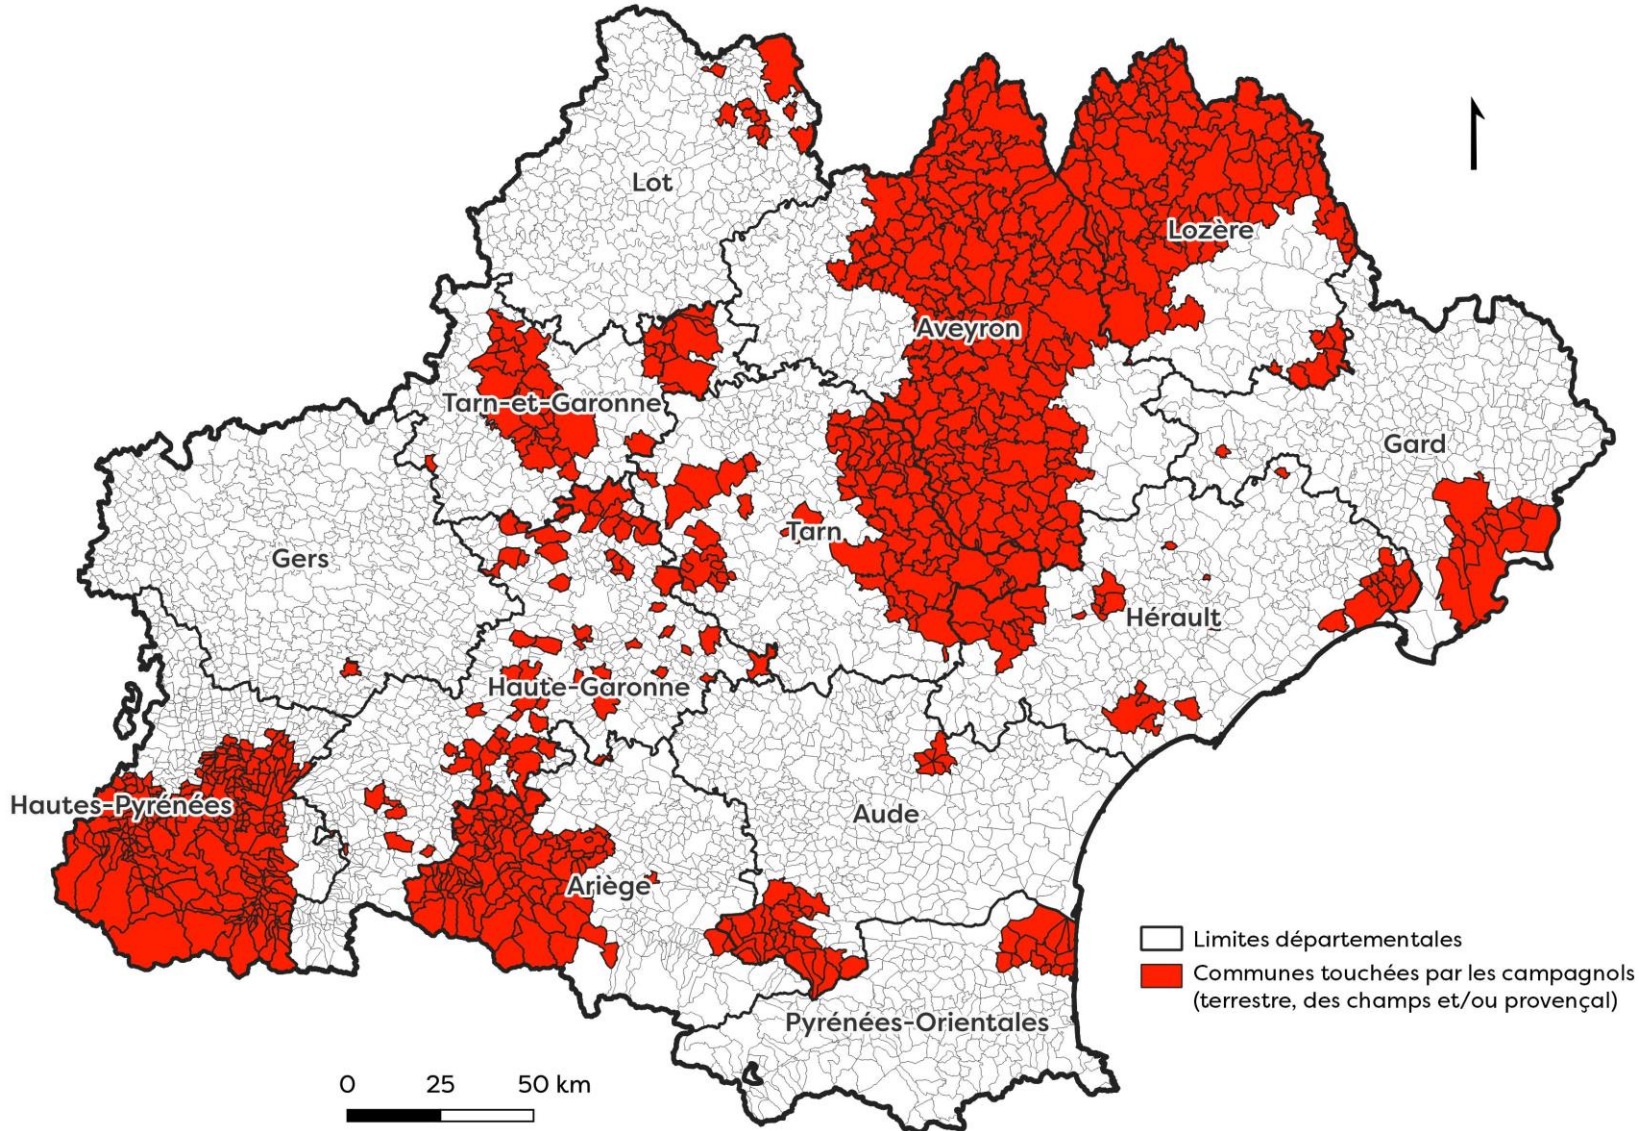 Lot
Lozère
Aveyron
Tarn-et-Garonne
Gard
Gers
Tarn
Hérault
Haute-Garonne
Hautes-Pyrénées
Aude
Ariège
Limites départementales
Communes touchées par les campagnols
(terrestre, des champs et/ou provençal)
Pyrénées-Orientales
0 25 50 km